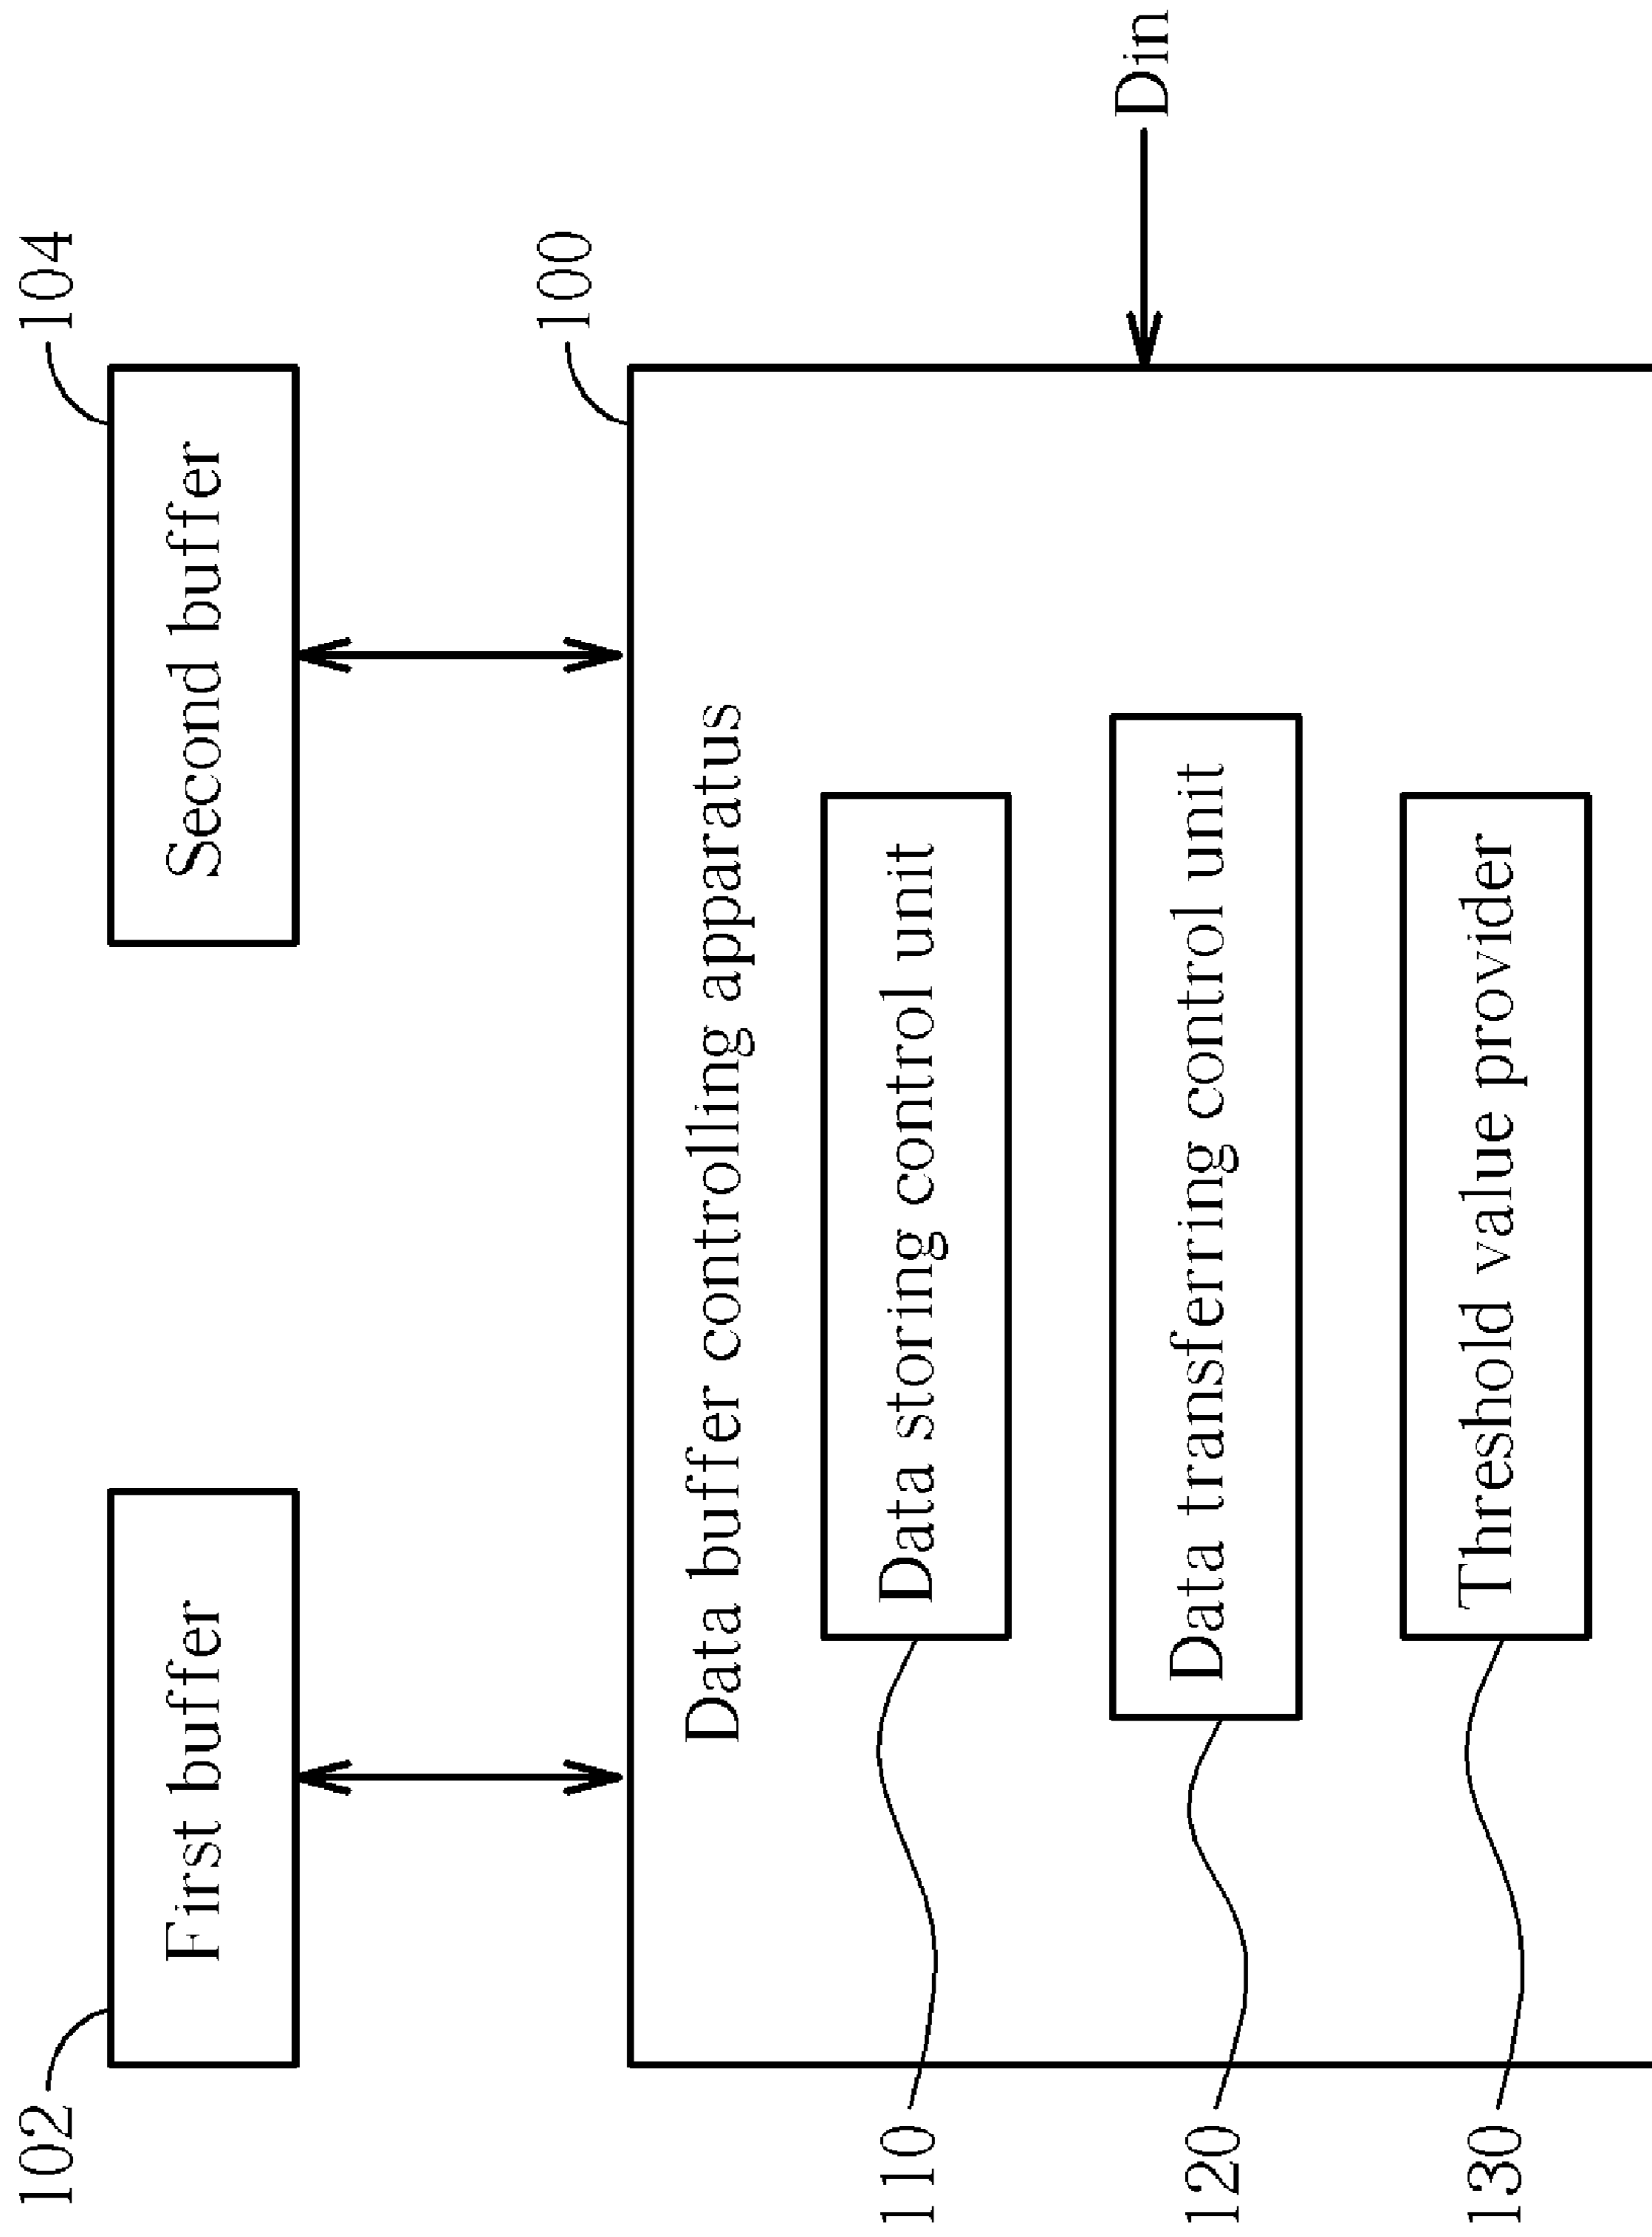 102
First buffer
Second buffer
104
100
Data buffer controlling apparatus
110
Data storing control unit
Din
120
Data transferring control unit
130
Threshold value provider